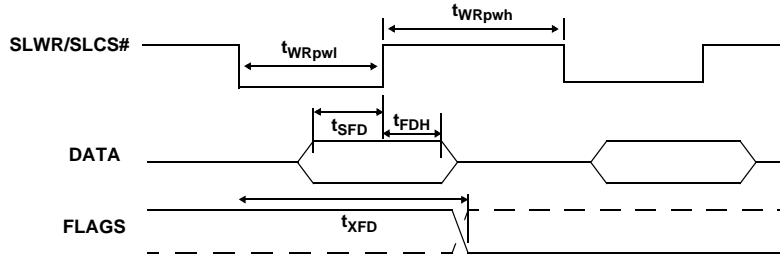 tWRpwh
SLWR/SLCS#
tWRpwl
tSFD
tFDH
DATA
tXFD
FLAGS